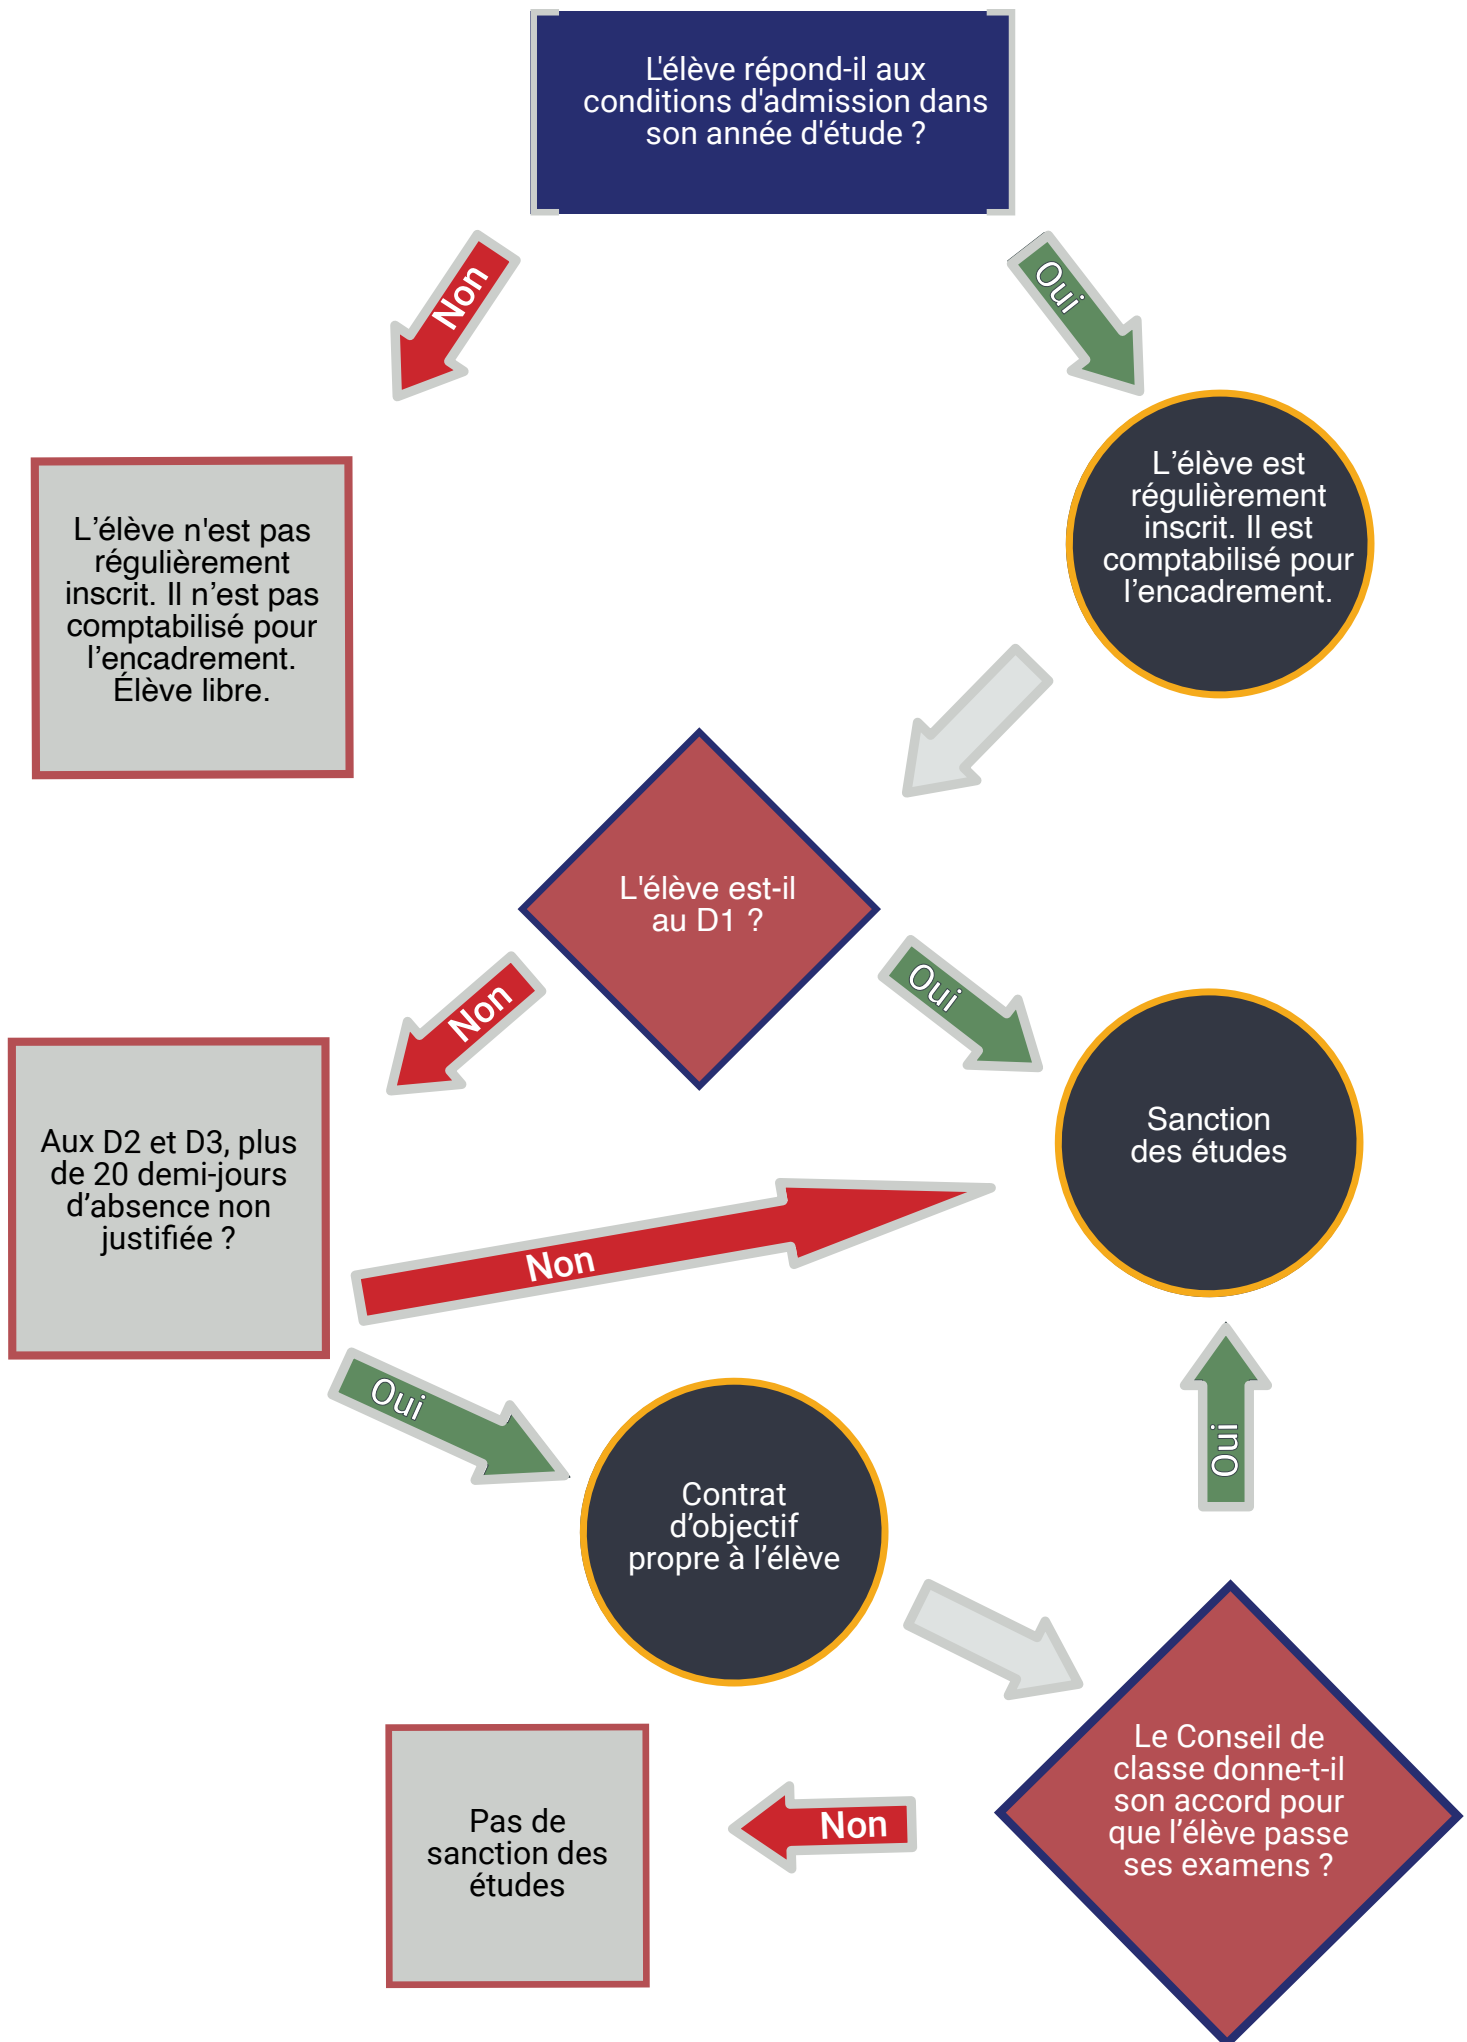 L'élève répond-il aux
conditions d'admission dans
son année d'étude ?
Non
Oui
L’élève est
régulièrement
inscrit. Il est
comptabilisé pour
l’encadrement.
L’élève n'est pas
régulièrement
inscrit. Il n’est pas
comptabilisé pour
l’encadrement.
Élève libre.
L'élève est-il
au D1 ?
Non
Oui
Aux D2 et D3, plus
de 20 demi-jours
d’absence non
justifiée ?
Sanction
des études
Non
Oui
Contrat
d’objectif
propre à l’élève
Oui
Le Conseil de
classe donne-t-il
son accord pour
que l’élève passe
ses examens ?
Non
Pas de
sanction des
études